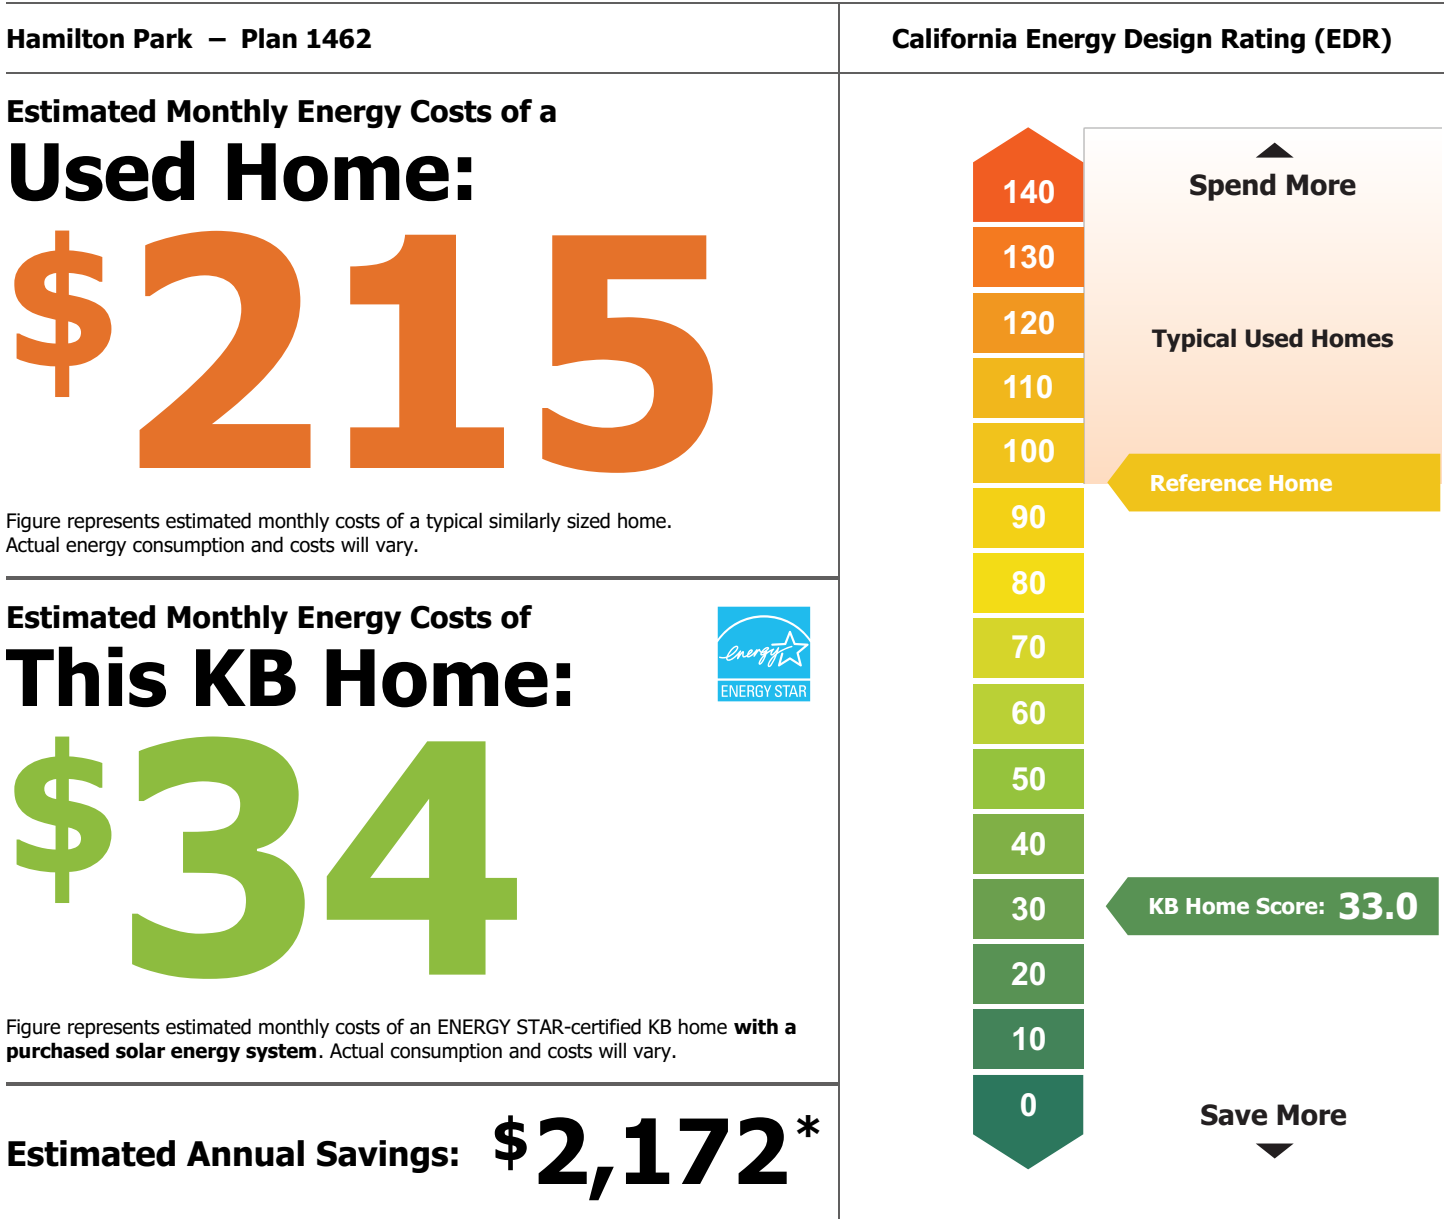 Hamilton Park – Plan 1462
Estimated Monthly Energy Costs of a
Used Home:
$215
Figure represents estimated monthly costs of a typical similarly sized home.
Actual energy consumption and costs will vary.
Estimated Monthly Energy Costs of
This KB Home:
energy
ENERGY STAR
$34
Figure represents estimated monthly costs of an ENERGY STAR-certified KB home with a
purchased solar energy system. Actual consumption and costs will vary.
Estimated Annual Savings: $2,172*
California Energy Design Rating (EDR)
Spend More
140
130
120
Typical Used Homes
110
100
Reference Home
90
80
70
60
50
40
30
KB Home Score: 33.0
20
10
0
Save More